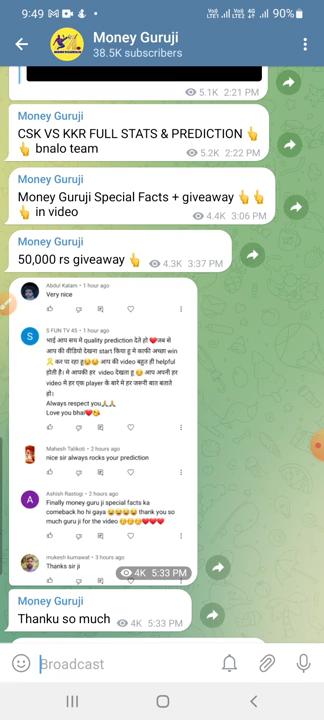 9:49
Vo) LTE1 Vo) LTE2 4G 90%
Money Guruji
38.5K subscribers
5.1K 2:21 PM
Money Guruji
CSK VS KKR FULL STATS & PREDICTION 👆
👆 bnalo team
5.2K 2:22 PM
Money Guruji
Money Guruji Special Facts + giveaway 👆 👆
👆 in video
4.4K 3:06 PM
Money Guruji
50,000 rs giveaway 👆
4.3K 3:37 PM
Abdul Kalam • 1 hour ago
Very nice
S
S FUN TV 45 • 1 hour ago
भाई आप सच मे quality prediction देते हो ❤️जब से
आप की वीडियो देखना start किया हू मे काफी अच्छा win
कर पा रहा हू😍😍 आप की video बहुत ही helpful
होती है। मे आपकी हर video देखता हू 😍 आप अपनी हर
video मे हर एक player के बारे मे हर जरूरी बात बताते
हो।
Always respect you🙏🙏
Love you bhai❤️😘
Mahesh Talikoti • 2 hours ago
nice sir always rocks your prediction
A
Ashish Rastogi • 2 hours ago
Finally money guru ji special facts ka
comeback ho hi gaya 😄😄😄😄 thank you so
much guru ji for the video 😍😍😍❤️❤️❤️
mukesh kumawat • 3 hours ago
Thanks sir ji
4K 5:33 PM
Money Guruji
Thanku so much
4K 5:33 PM
Broadcast